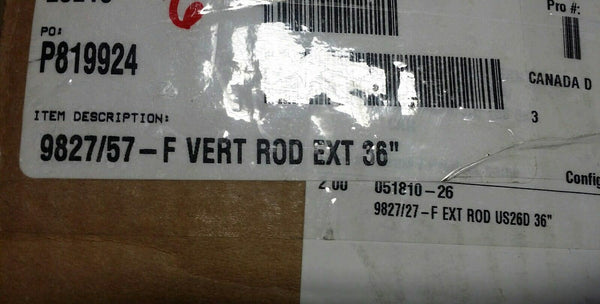 Pro #:
PO:
P819924
CANADA D
3
ITEM DESCRIPTION:
9827/57-F VERT ROD EXT 36"
Config
2.00 051810-26
9827/27-F EXT ROD US26D 36"